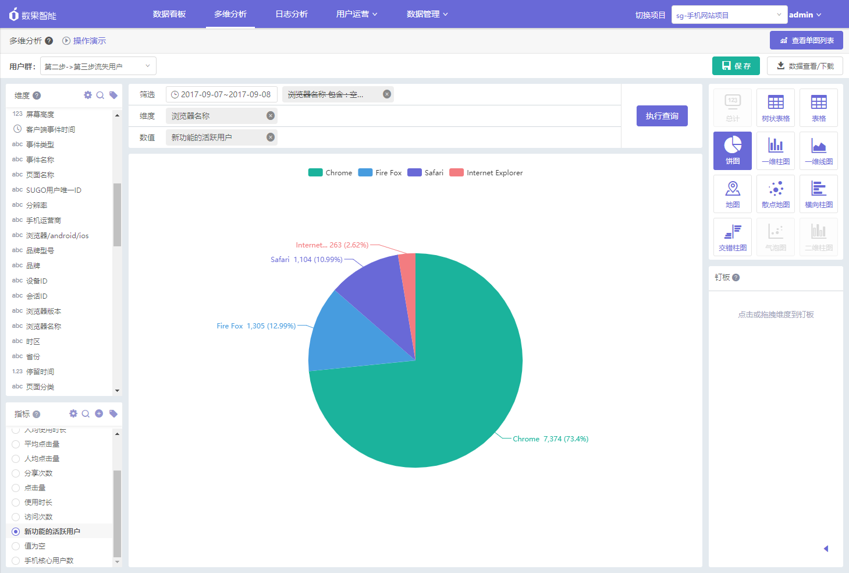 数果智能
数据看板
多维分析
日志分析
用户运营
数据管理
切换项目
sg-手机网站项目
admin
多维分析
操作演示
查看单图列表
用户群:
第二步->第三步流失用户
保存
数据查看/下载
维度
123 屏幕高度
客户端事件时间
abc 事件类型
abc 事件名称
abc 页面名称
abc SUGO用户唯一ID
abc 分辨率
abc 手机运营商
abc 浏览器/android/ios
abc 品牌型号
abc 品牌
abc 设备ID
abc 会话ID
abc 浏览器版本
abc 浏览器名称
abc 时区
abc 省份
123 停留时间
abc 页面分类
指标
人均使用时长
平均点击量
人均点击量
分享次数
点击量
使用时长
访问次数
新功能的活跃用户
值为空
手机核心用户数
筛选
2017-09-07~2017-09-08
浏览器名称 包含 : 空...
维度
浏览器名称
数值
新功能的活跃用户
执行查询
Chrome
Fire Fox
Safari
Internet Explorer
Internet... 263 (2.62%)
Safari 1,104 (10.99%)
Fire Fox 1,305 (12.99%)
Chrome 7,374 (73.4%)
总计
树状表格
表格
饼图
一维柱图
一维线图
地图
散点地图
横向柱图
交错柱图
气泡图
二维柱图
钉板
点击或拖拽维度到钉板